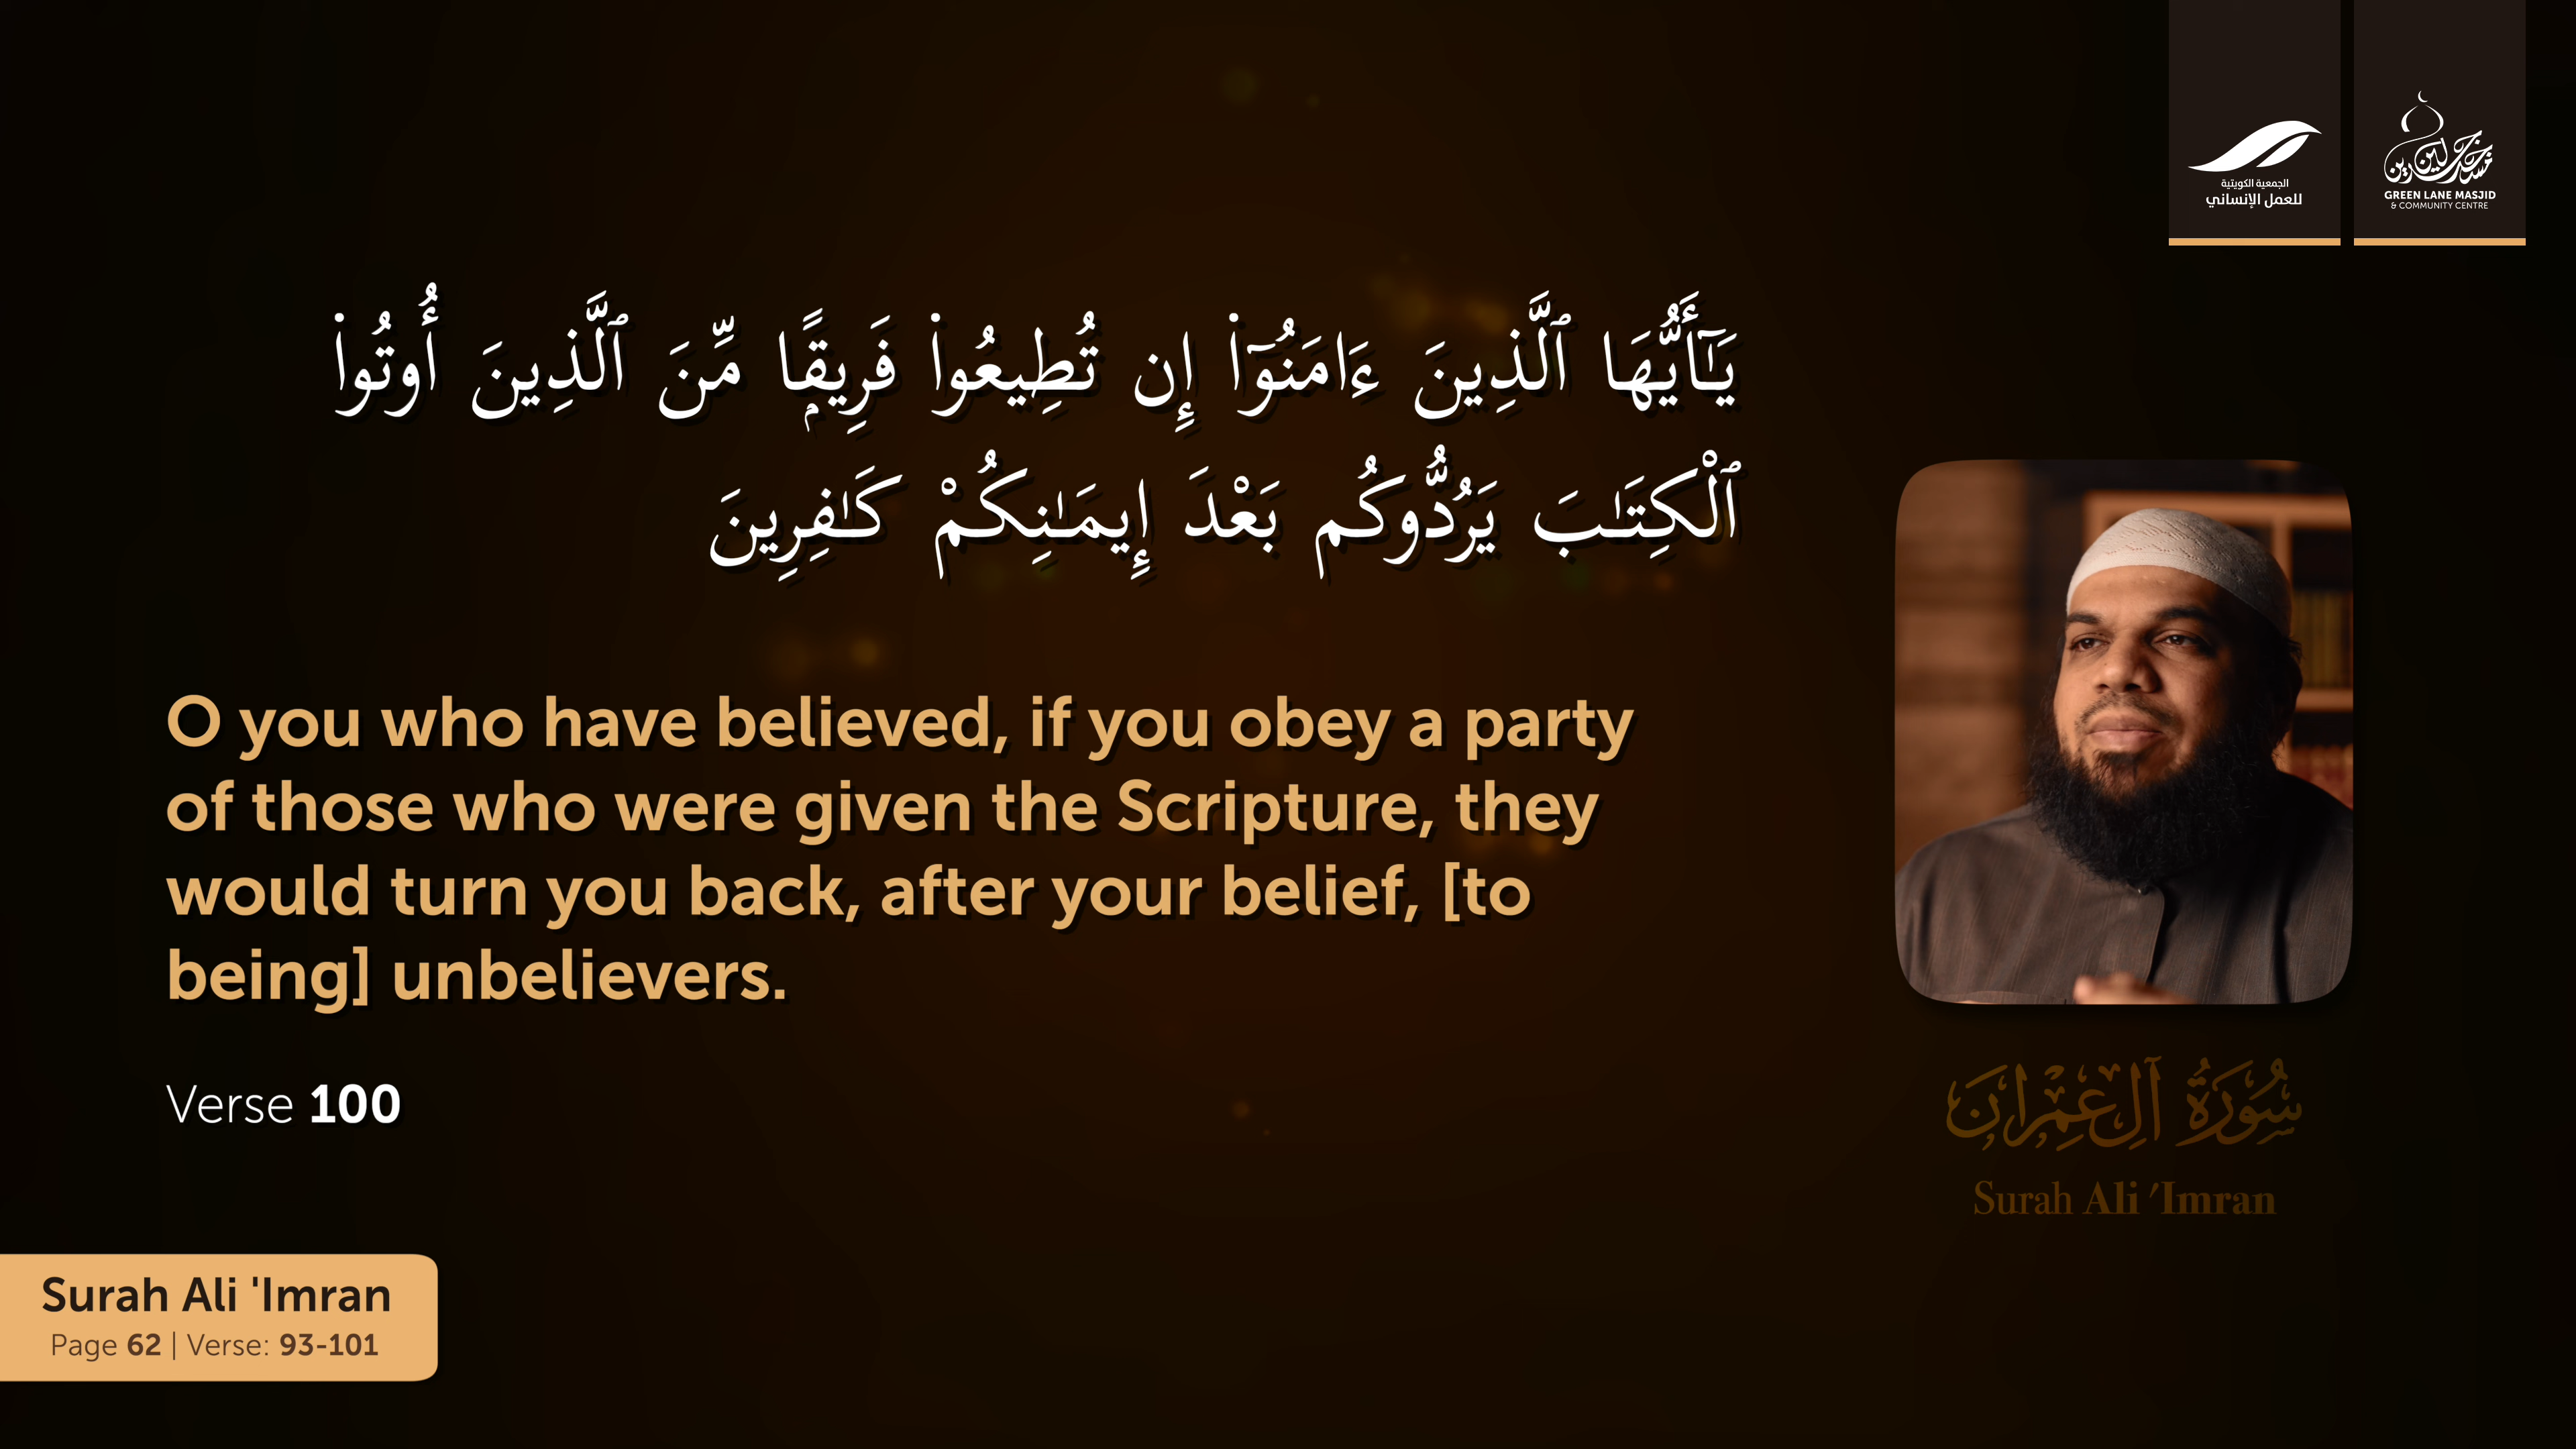 الجمعية الكويتية
للعمل الإنساني
مسجد جرين لين
GREEN LANE MASJID
& COMMUNITY CENTRE
يَـٰٓأَيُّهَا ٱلَّذِينَ ءَامَنُوٓا۟ إِن تُطِيعُوا۟ فَرِيقًۭا مِّنَ ٱلَّذِينَ أُوتُوا۟
ٱلْكِتَـٰبَ يَرُدُّوكُم بَعْدَ إِيمَـٰنِكُمْ كَـٰفِرِينَ
O you who have believed, if you obey a party
of those who were given the Scripture, they
would turn you back, after your belief, [to
being] unbelievers.
Verse 100
سُورَةُ آلِ عِمْرَانَ
Surah Ali 'Imran
Surah Ali 'Imran
Page 62 | Verse: 93-101